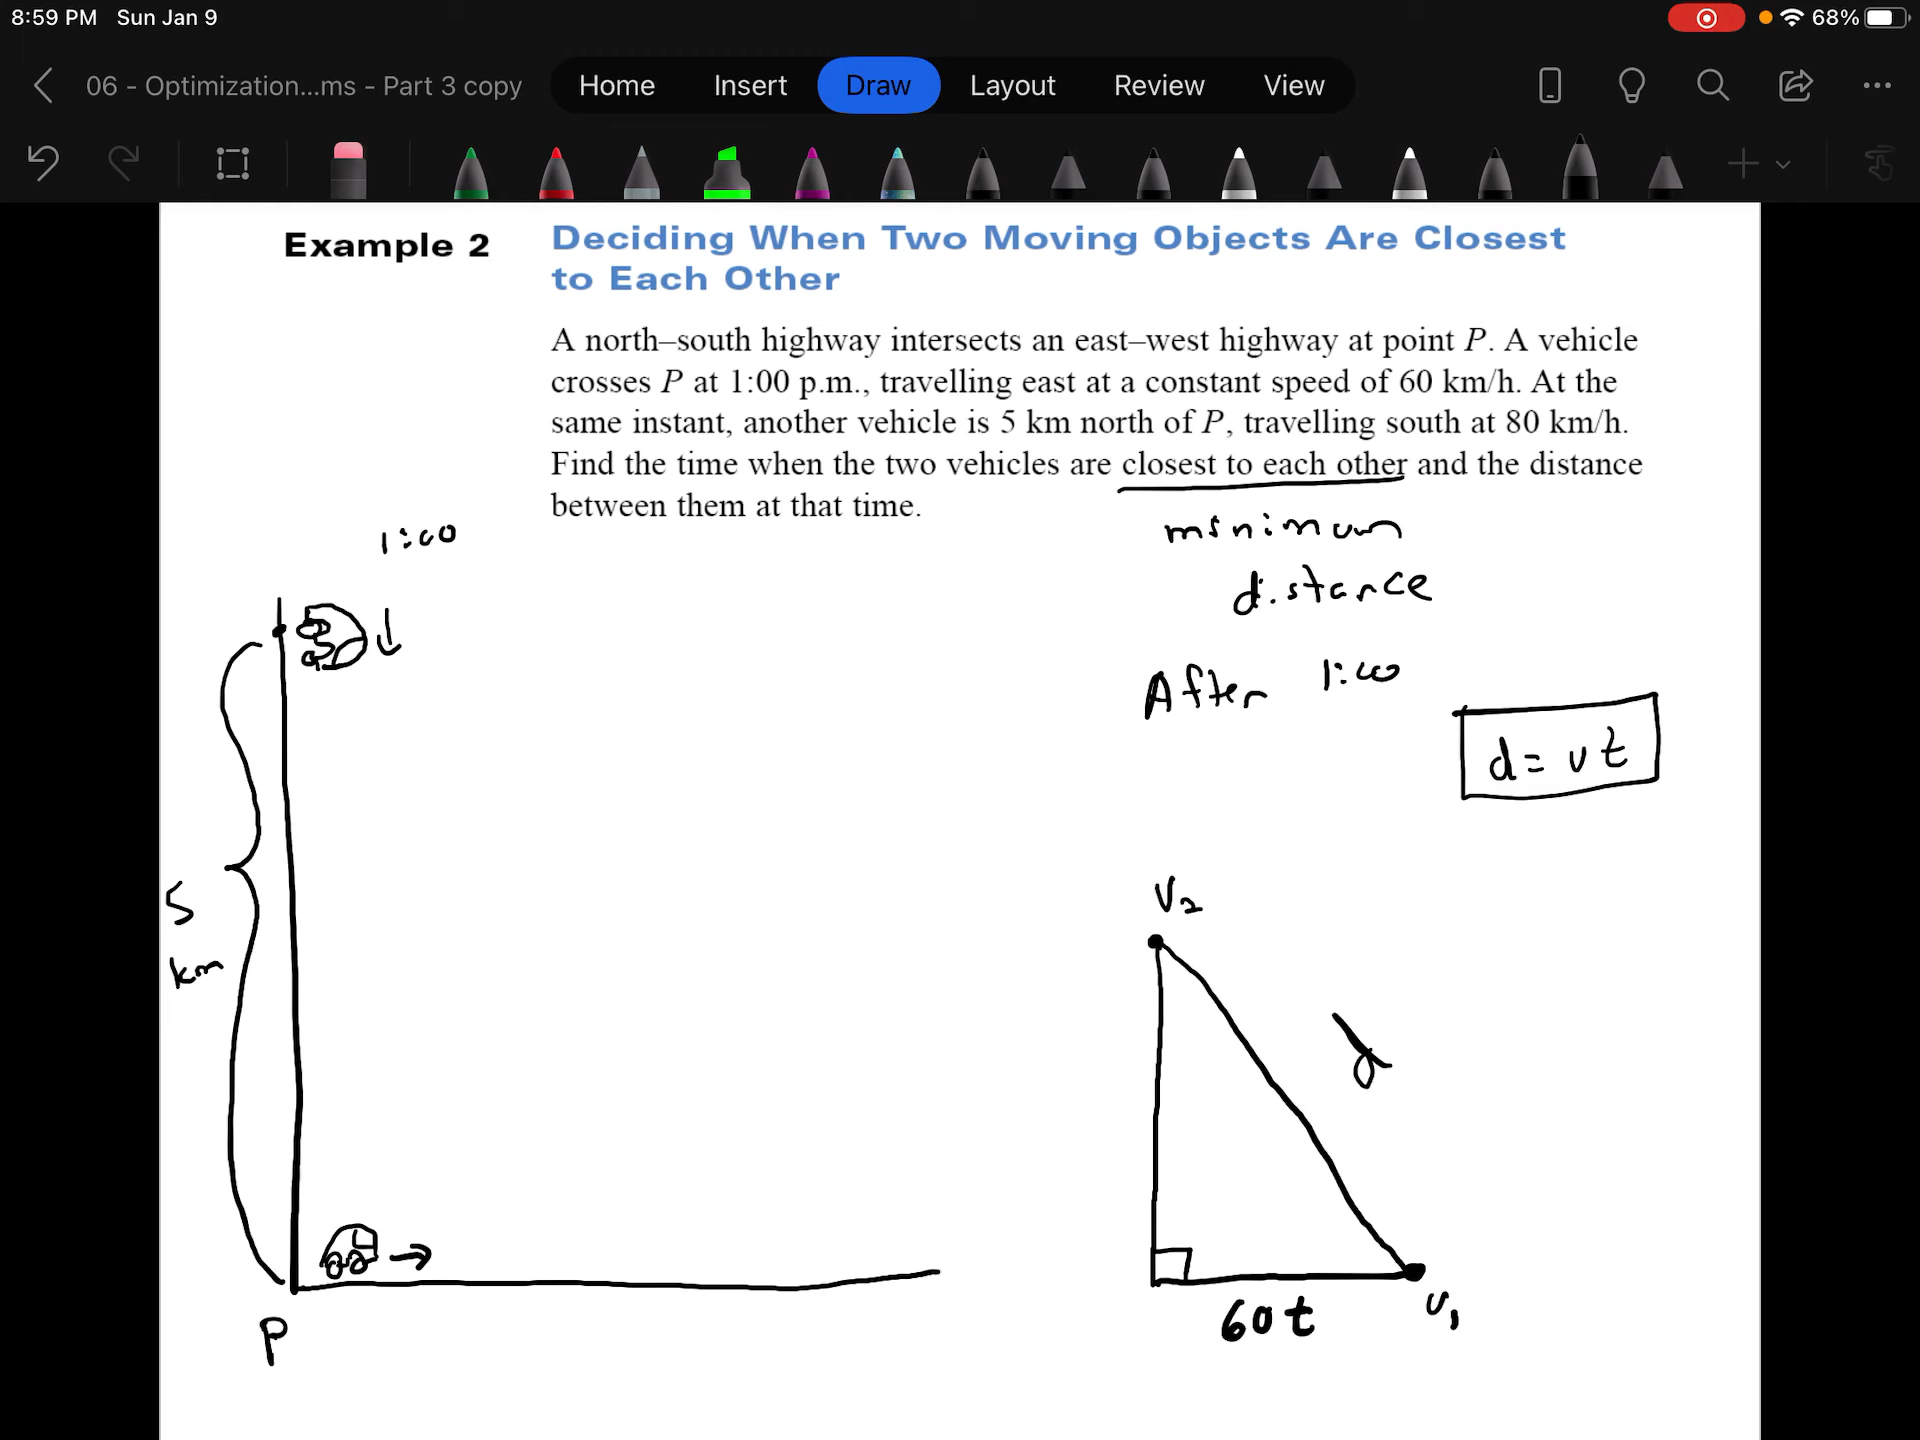 8:59 PM Sun Jan 9
68%
06 - Optimization...ms - Part 3 copy
Home Insert Draw Layout Review View
Example 2 Deciding When Two Moving Objects Are Closest
to Each Other
A north–south highway intersects an east–west highway at point P. A vehicle
crosses P at 1:00 p.m., travelling east at a constant speed of 60 km/h. At the
same instant, another vehicle is 5 km north of P, travelling south at 80 km/h.
Find the time when the two vehicles are closest to each other and the distance
between them at that time.
1:00
minimum
distance
After 1:00
d = vt
5
km
V₂
d
60t
V₁
P